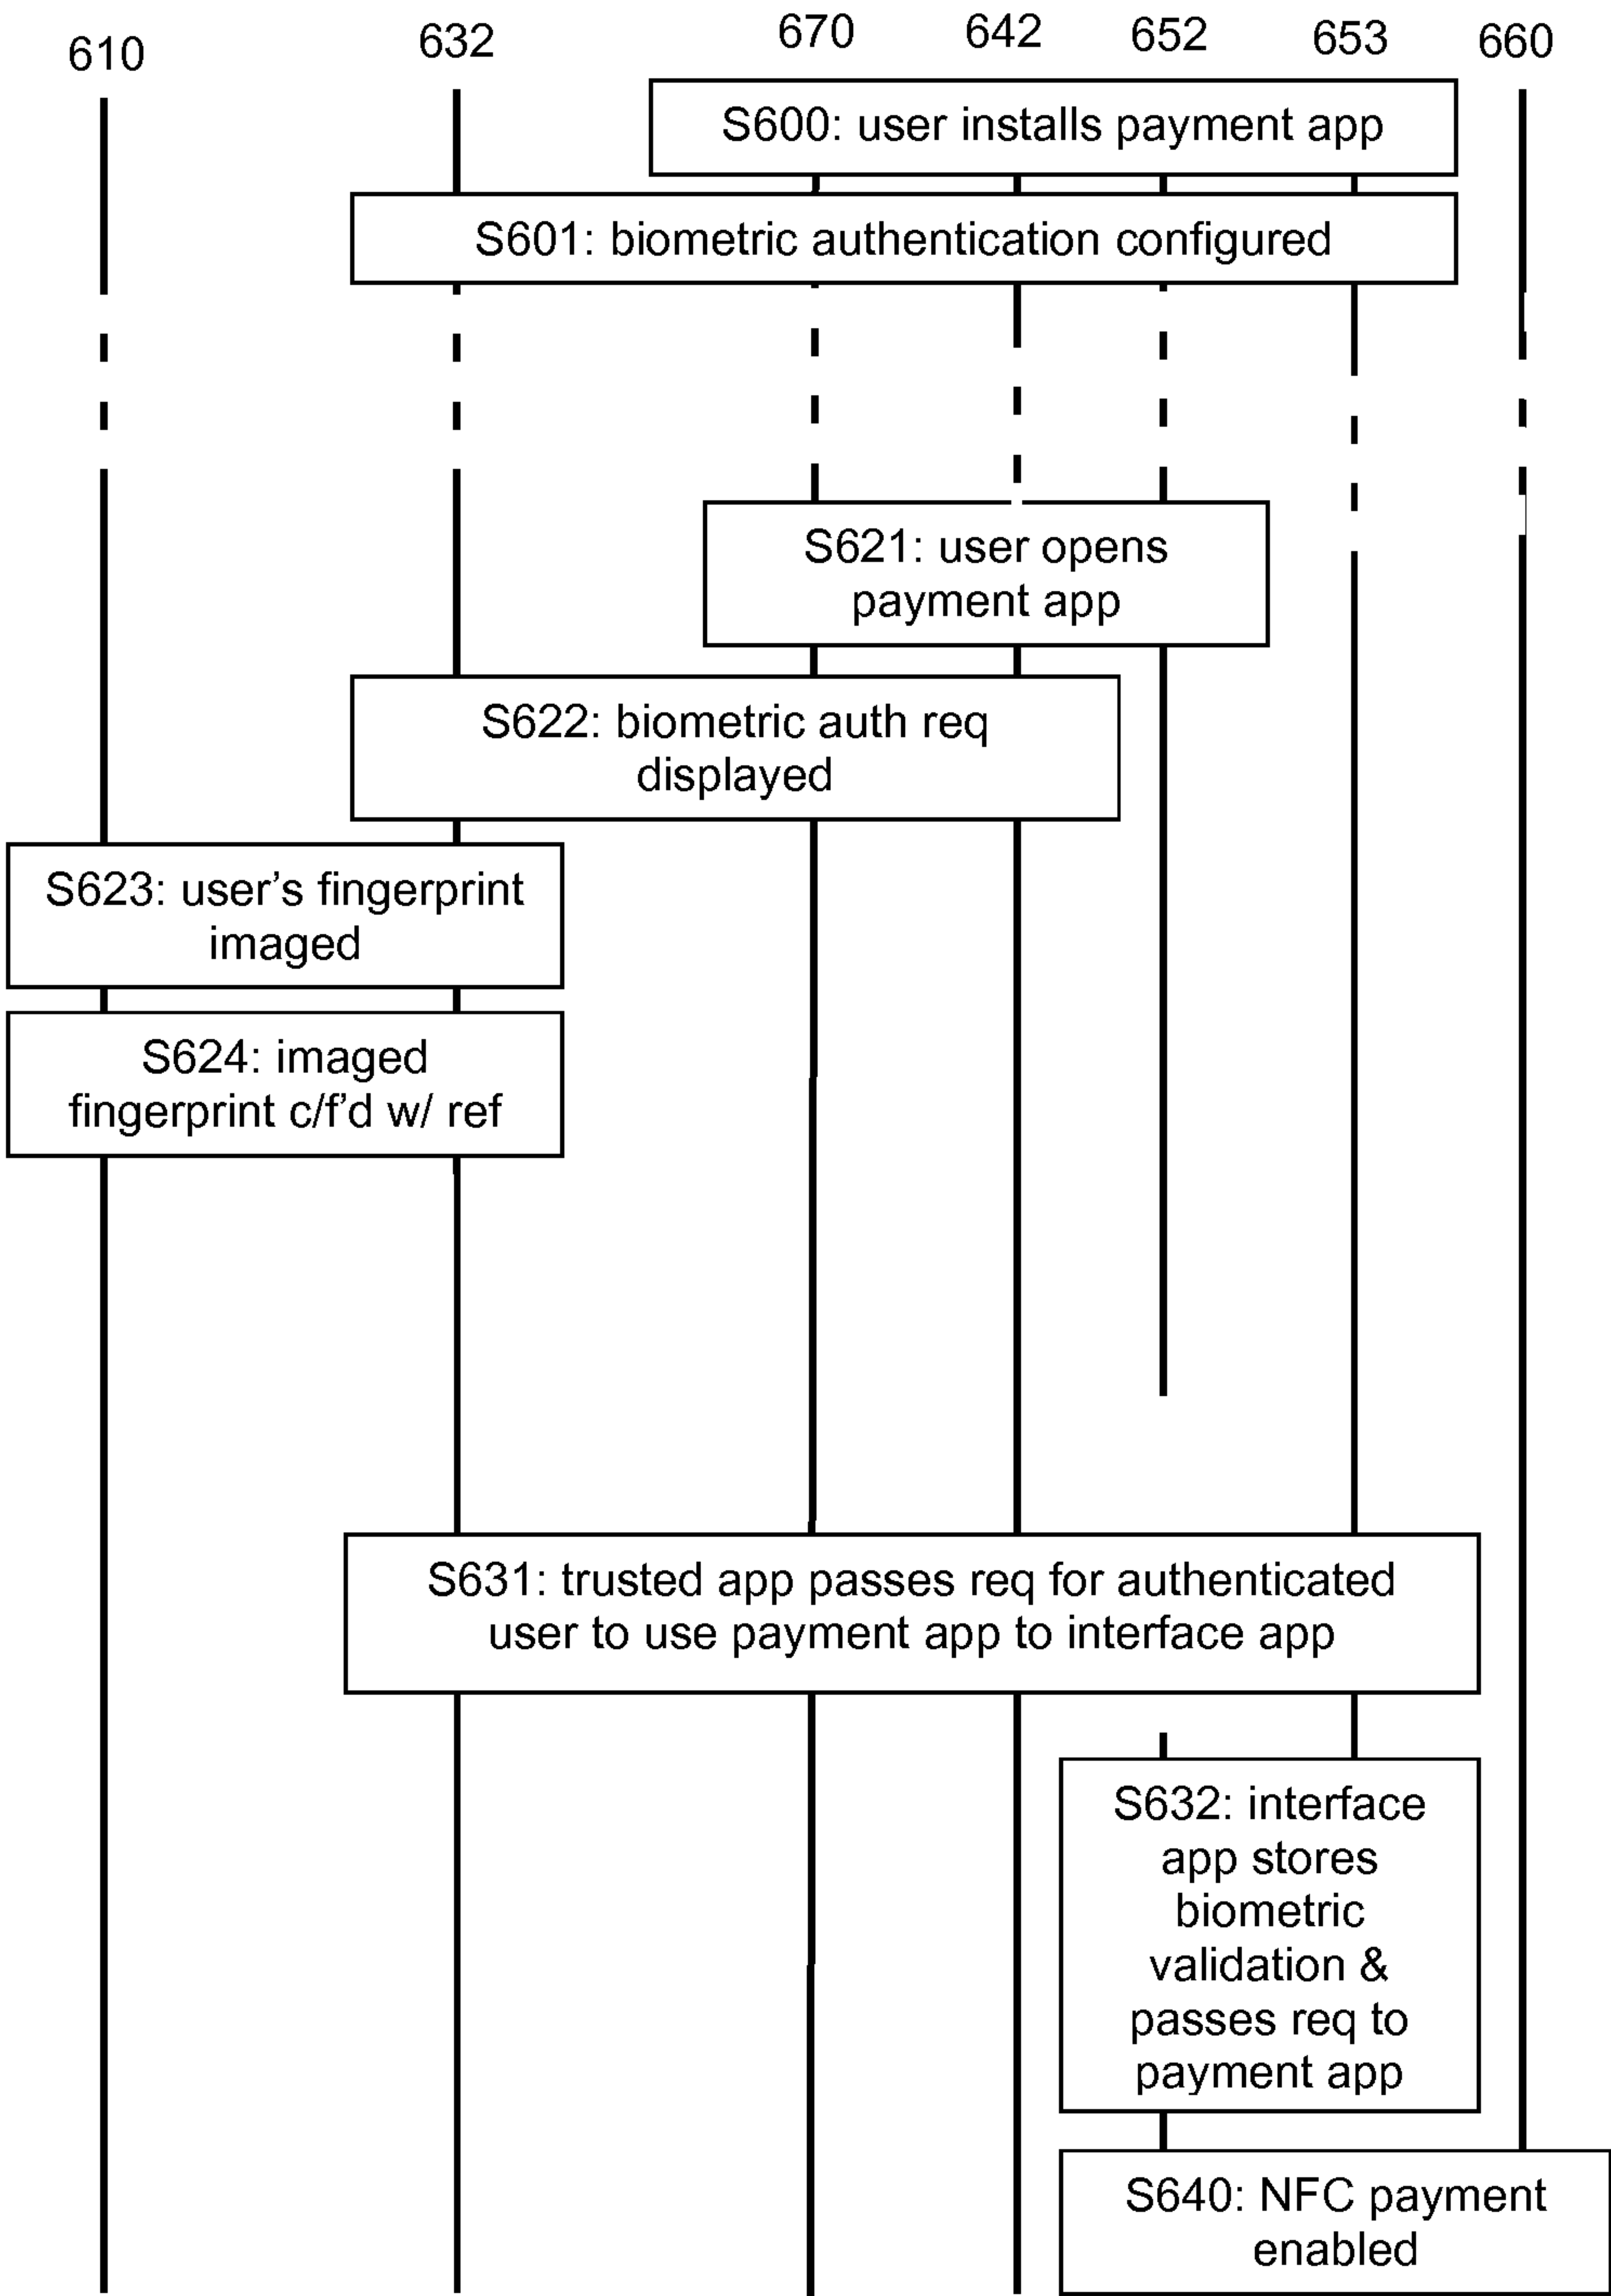 610 632 670 642 652 653 660
S600: user installs payment app
S601: biometric authentication configured
S621: user opens
payment app
S622: biometric auth req
displayed
S623: user's fingerprint
imaged
S624: imaged
fingerprint c/f'd w/ ref
S631: trusted app passes req for authenticated
user to use payment app to interface app
S632: interface
app stores
biometric
validation &
passes req to
payment app
S640: NFC payment
enabled